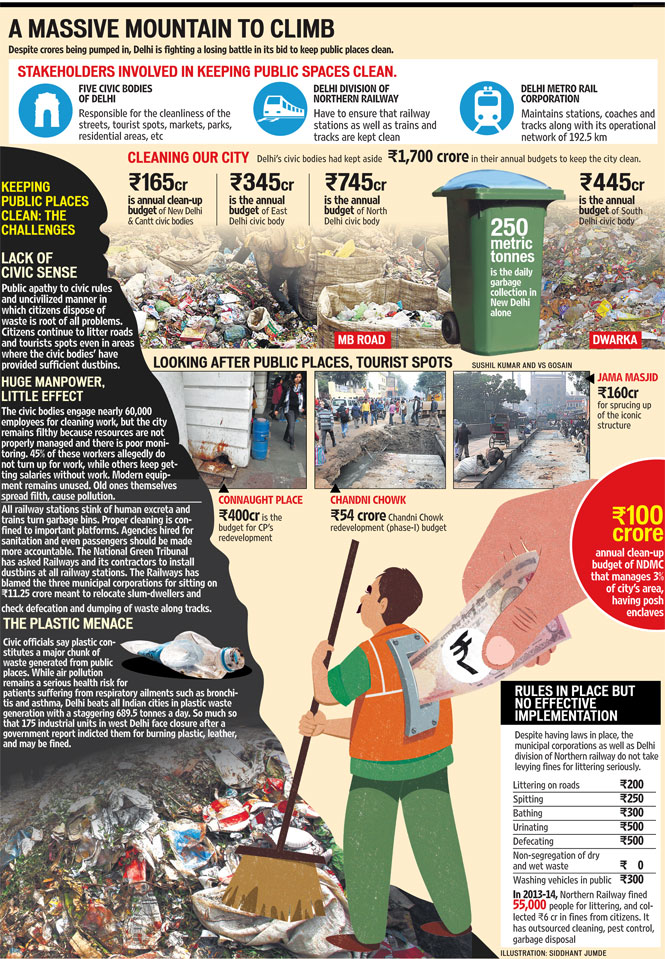 A MASSIVE MOUNTAIN TO CLIMB
Despite crores being pumped in, Delhi is fighting a losing battle in its bid to keep public places clean.
STAKEHOLDERS INVOLVED IN KEEPING PUBLIC SPACES CLEAN.
FIVE CIVIC BODIES
OF DELHI
Responsible for the cleanliness of the
streets, tourist spots, markets, parks,
residential areas, etc
DELHI DIVISION OF
NORTHERN RAILWAY
Have to ensure that railway
stations as well as trains and
tracks are kept clean
DELHI METRO RAIL
CORPORATION
Maintains stations, coaches and
tracks along with its operational
network of 192.5 km
CLEANING OUR CITY Delhi's civic bodies had kept aside ₹1,700 crore in their annual budgets to keep the city clean.
₹165cr
is annual clean-up
budget of New Delhi
& Cantt civic bodies
₹345cr
is the annual
budget of East
Delhi civic body
₹745cr
is the annual
budget of North
Delhi civic body
250
metric
tonnes
is the daily
garbage
collection in
New Delhi
alone
₹445cr
is the annual
budget of South
Delhi civic body
MB ROAD
DWARKA
KEEPING
PUBLIC PLACES
CLEAN: THE
CHALLENGES
LACK OF
CIVIC SENSE
Public apathy to civic rules
and uncivilized manner in
which citizens dispose of
waste is root of all problems.
Citizens continue to litter roads
and tourists spots even in areas
where the civic bodies' have
provided sufficient dustbins.
HUGE MANPOWER,
LITTLE EFFECT
The civic bodies engage nearly 60,000
employees for cleaning work, but the city
remains filthy because resources are not
properly managed and there is poor moni-
toring. 45% of these workers allegedly do
not turn up for work, while others keep get-
ting salaries without work. Modern equip-
ment remains unused. Old ones themselves
spread filth, cause pollution.
All railway stations stink of human excreta and
trains turn garbage bins. Proper cleaning is con-
fined to important platforms. Agencies hired for
sanitation and even passengers should be made
more accountable. The National Green Tribunal
has asked Railways and its contractors to install
dustbins at all railway stations. The Railways has
blamed the three municipal corporations for sitting on
₹11.25 crore meant to relocate slum-dwellers and
check defecation and dumping of waste along tracks.
THE PLASTIC MENACE
Civic officials say plastic con-
stitutes a major chunk of
waste generated from public
places. While air pollution
remains a serious health risk for
patients suffering from respiratory ailments such as bronchi-
tis and asthma, Delhi beats all Indian cities in plastic waste
generation with a staggering 689.5 tonnes a day. So much so
that 175 industrial units in west Delhi face closure after a
government report indicted them for burning plastic, leather,
and may be fined.
LOOKING AFTER PUBLIC PLACES, TOURIST SPOTS
SUSHIL KUMAR AND VS GOSAIN
CONNAUGHT PLACE
₹400cr is the
budget for CP's
redevelopment
CHANDNI CHOWK
₹54 crore Chandni Chowk
redevelopment (phase-I) budget
JAMA MASJID
₹160cr
for sprucing up
of the iconic
structure
₹100
crore
annual clean-up
budget of NDMC
that manages 3%
of city's area,
having posh
enclaves
₹
RULES IN PLACE BUT
NO EFFECTIVE
IMPLEMENTATION
Despite having laws in place, the
municipal corporations as well as Delhi
division of Northern railway do not take
levying fines for littering seriously.
Littering on roads ₹200
Spitting ₹250
Bathing ₹300
Urinating ₹500
Defecating ₹500
Non-segregation of dry
and wet waste ₹ 0
Washing vehicles in public ₹300
In 2013-14, Northern Railway fined
55,000 people for littering, and col-
lected ₹6 cr in fines from citizens. It
has outsourced cleaning, pest control,
garbage disposal
ILLUSTRATION: SIDDHANT JUMDE